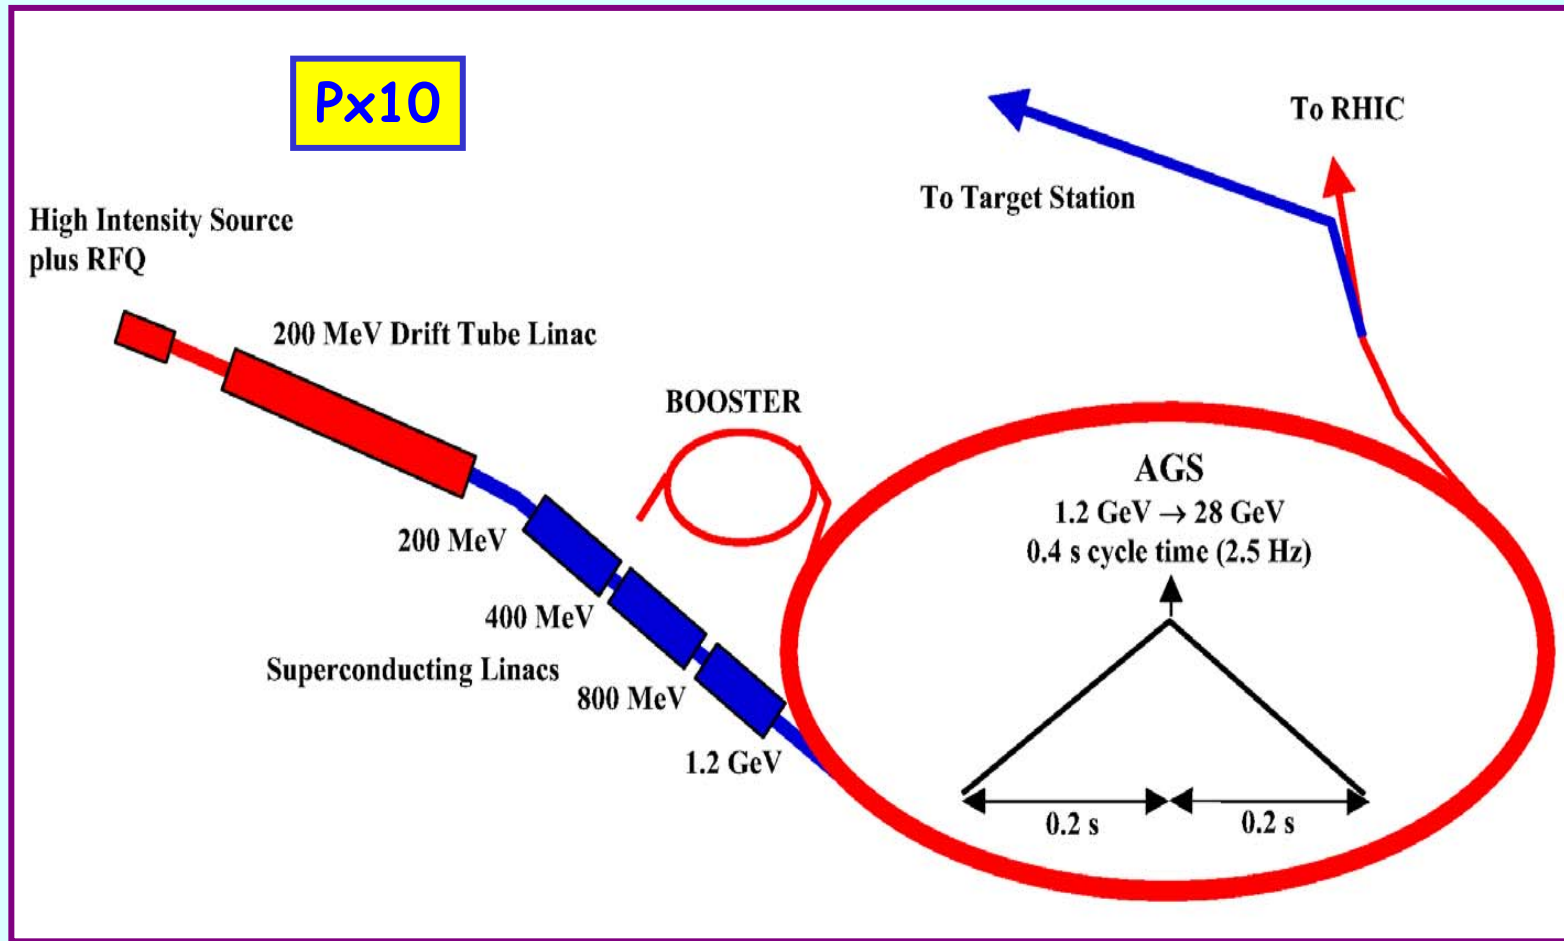 Px10
To RHIC
To Target Station
High Intensity Source
plus RFQ
200 MeV Drift Tube Linac
BOOSTER
AGS
1.2 GeV → 28 GeV
0.4 s cycle time (2.5 Hz)
200 MeV
400 MeV
Superconducting Linacs
800 MeV
1.2 GeV
0.2 s
0.2 s